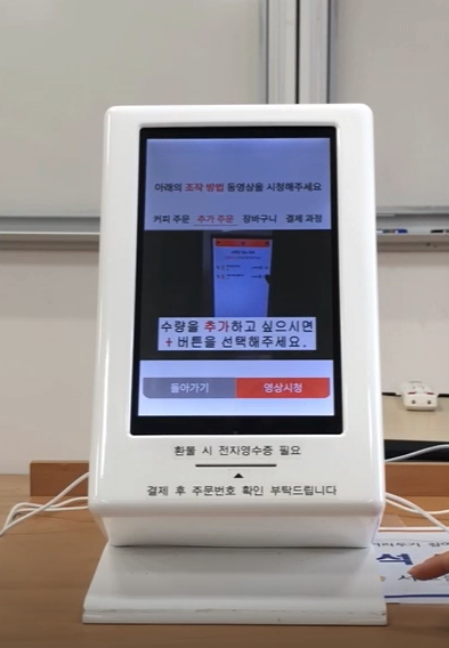 아래의 조작 방법 동영상을 시청해주세요
커피 주문 추가 주문 장바구니 결제 과정
수량을 추가하고 싶으시면
+ 버튼을 선택해주세요.
돌아가기 영상시청
환불 시 전자영수증 필요
결제 후 주문번호 확인 부탁드립니다
석